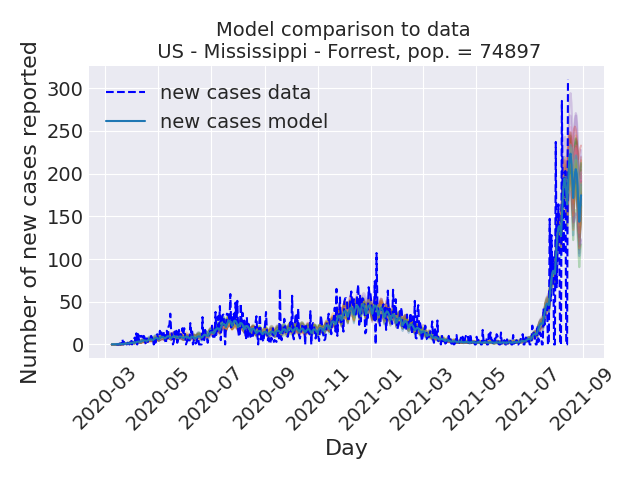 Model comparison to data
US - Mississippi - Forrest, pop. = 74897
Number of new cases reported
300
250
200
150
100
50
0
new cases data
new cases model
2020-03
2020-05
2020-07
2020-09
2020-11
2021-01
2021-03
2021-05
2021-07
2021-09
Day